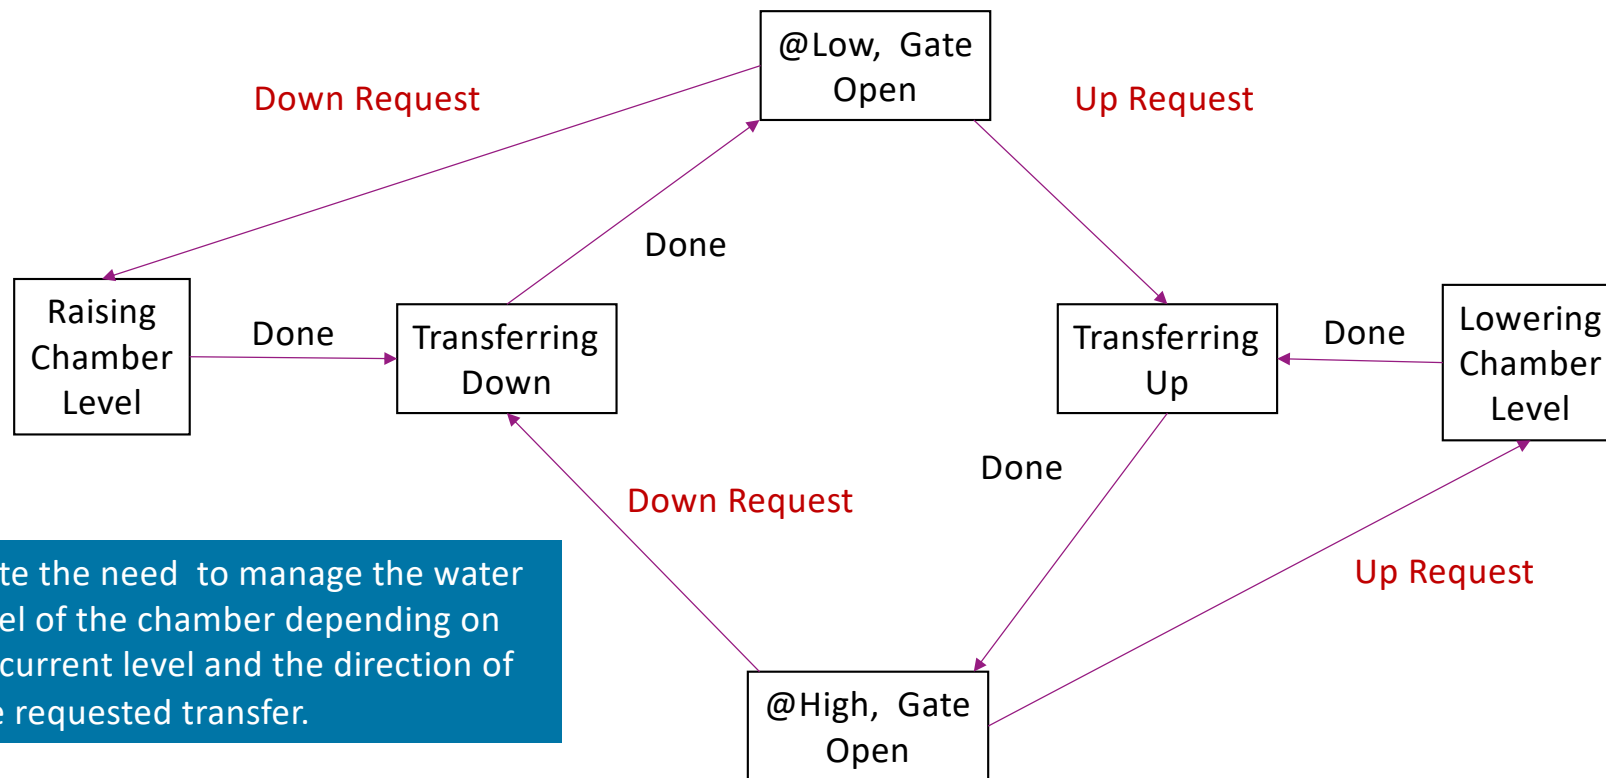 @Low, Gate
Open
Down Request
Up Request
Done
Raising
Chamber
Level
Done
Transferring
Down
Transferring
Up
Done
Lowering
Chamber
Level
Done
Down Request
Up Request
te the need to manage the water
el of the chamber depending on
current level and the direction of
e requested transfer.
@High, Gate
Open